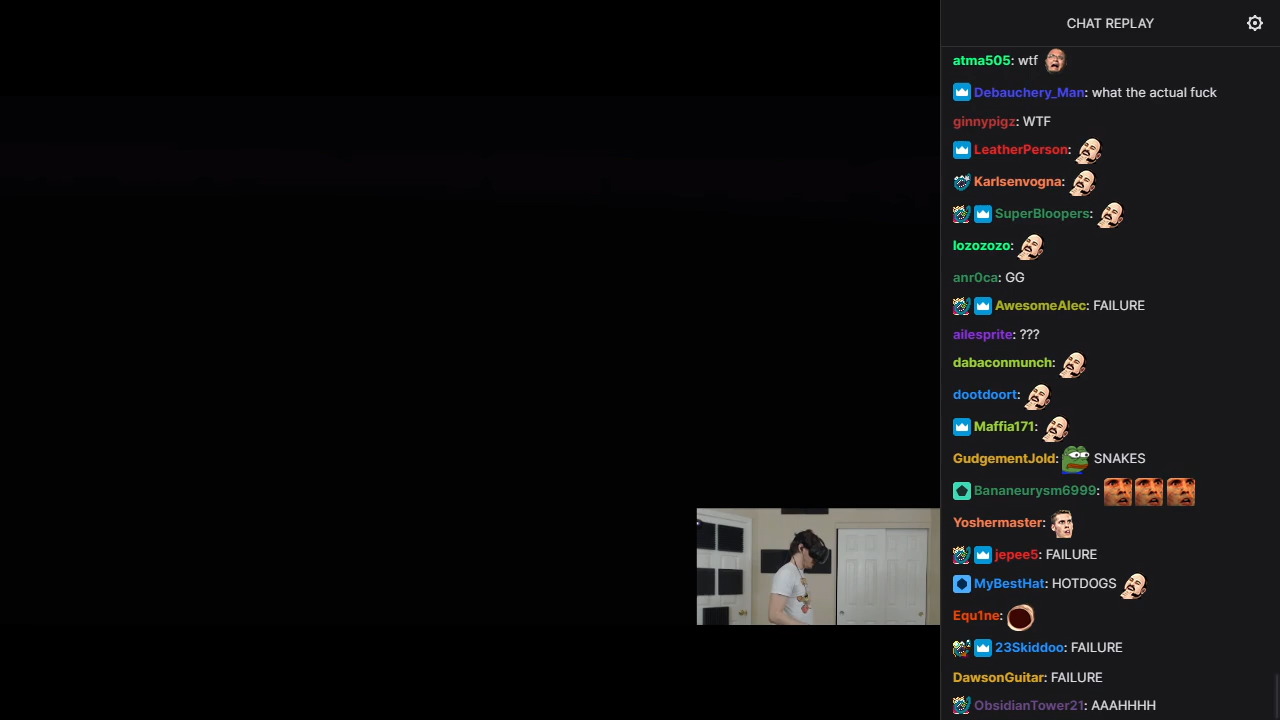 CHAT REPLAY
atma505: wtf
Debauchery_Man: what the actual fuck
ginnypigz: WTF
LeatherPerson:
Karlsenvogna:
SuperBloopers:
lozozozo:
anr0ca: GG
AwesomeAlec: FAILURE
ailesprite: ???
dabaconmunch:
dootdoort:
Maffia171:
GudgementJold: SNAKES
Bananeurysm6999:
Yoshermaster:
jepee5: FAILURE
MyBestHat: HOTDOGS
Equ1ne:
23Skiddoo: FAILURE
DawsonGuitar: FAILURE
ObsidianTower21: AAAHHHH